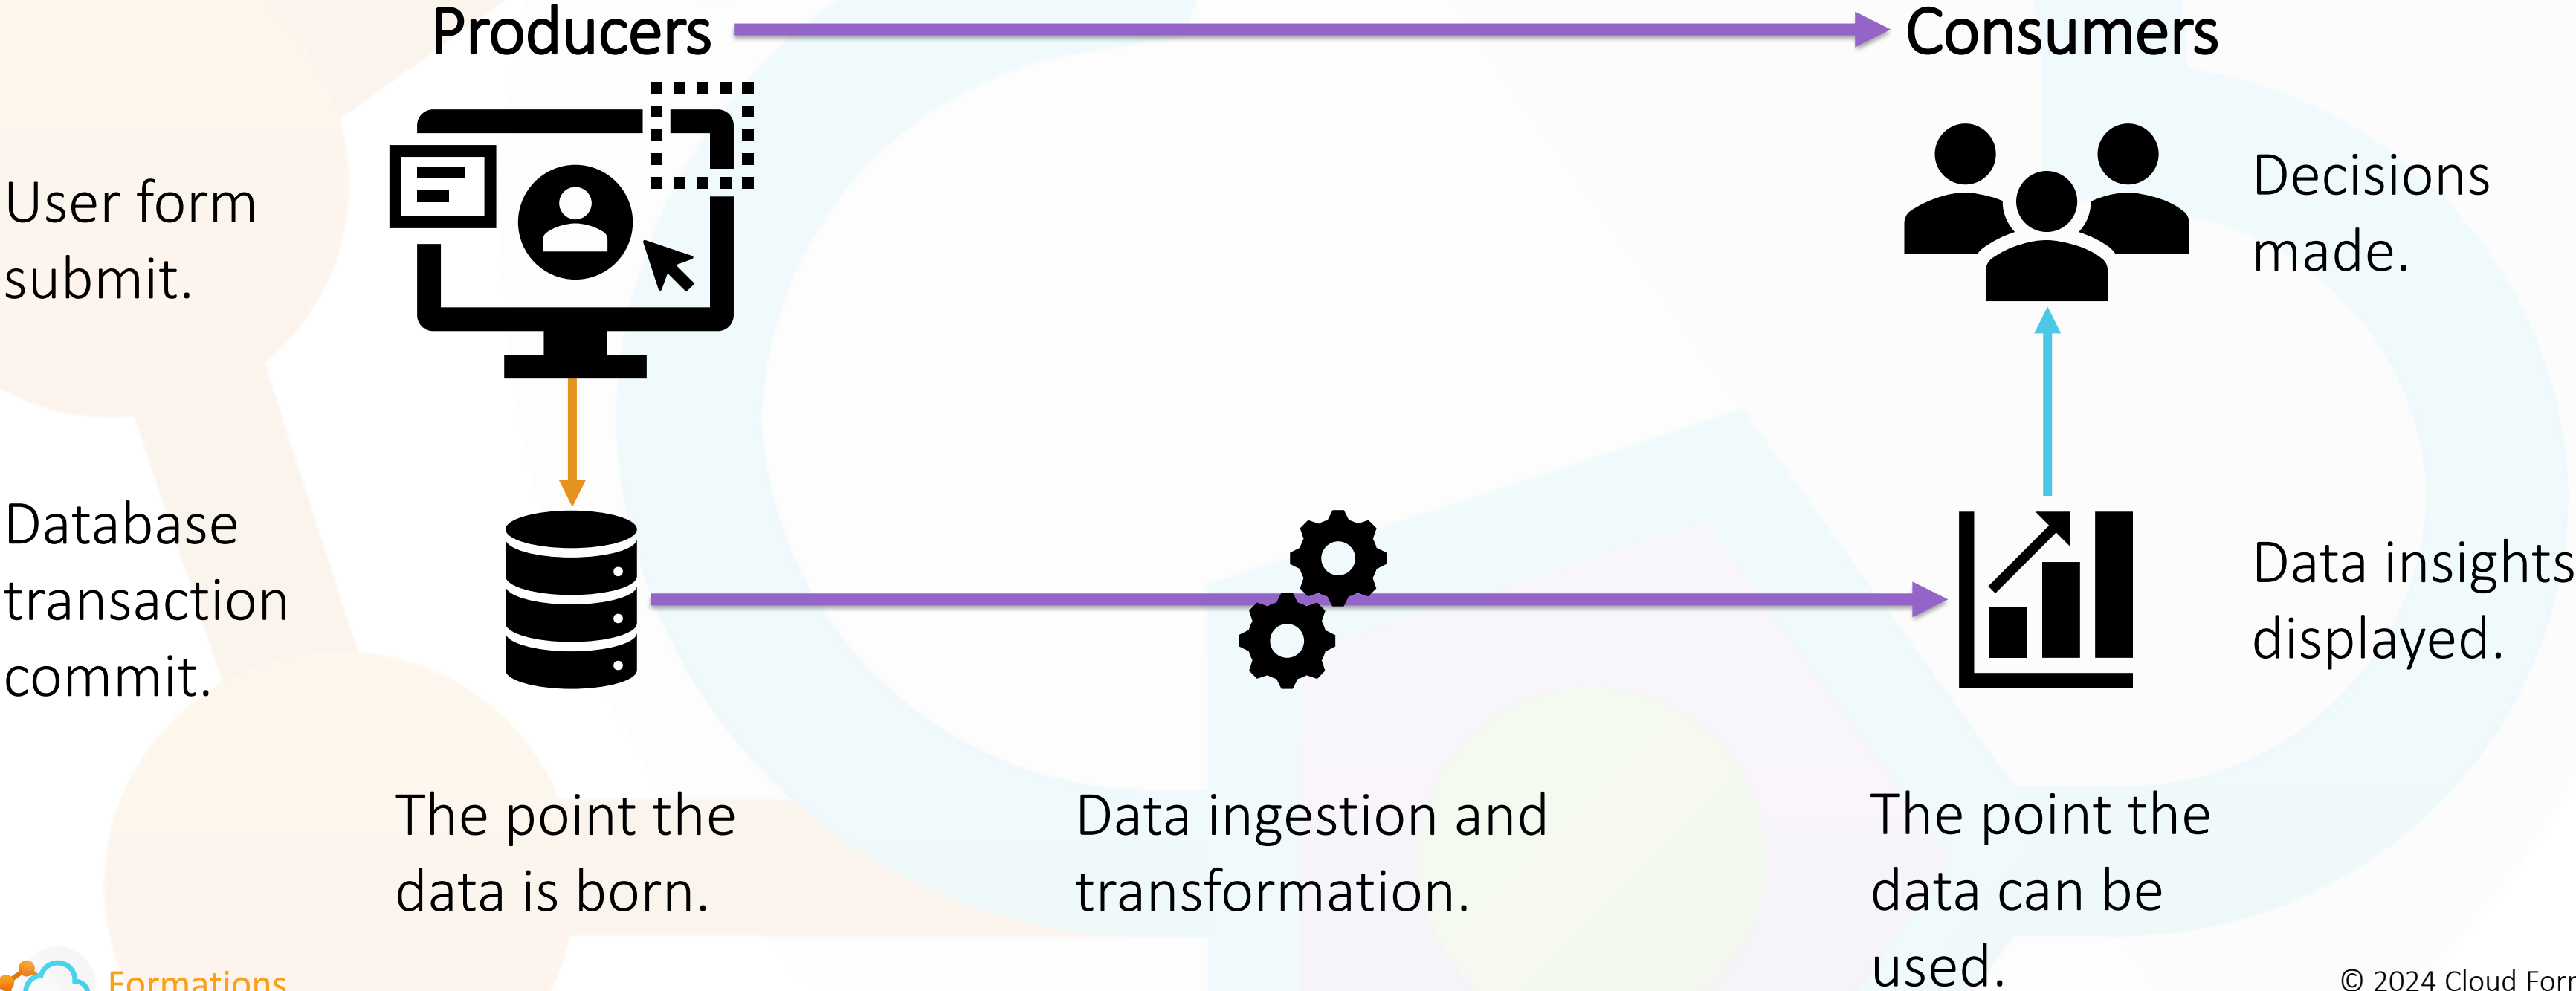 Producers
Consumers
User form
submit.
Decisions
made.
Database
transaction
commit.
Data insights
displayed.
The point the
data is born.
Data ingestion and
transformation.
The point the
data can be
used.
Formations
© 2024 Cloud Form